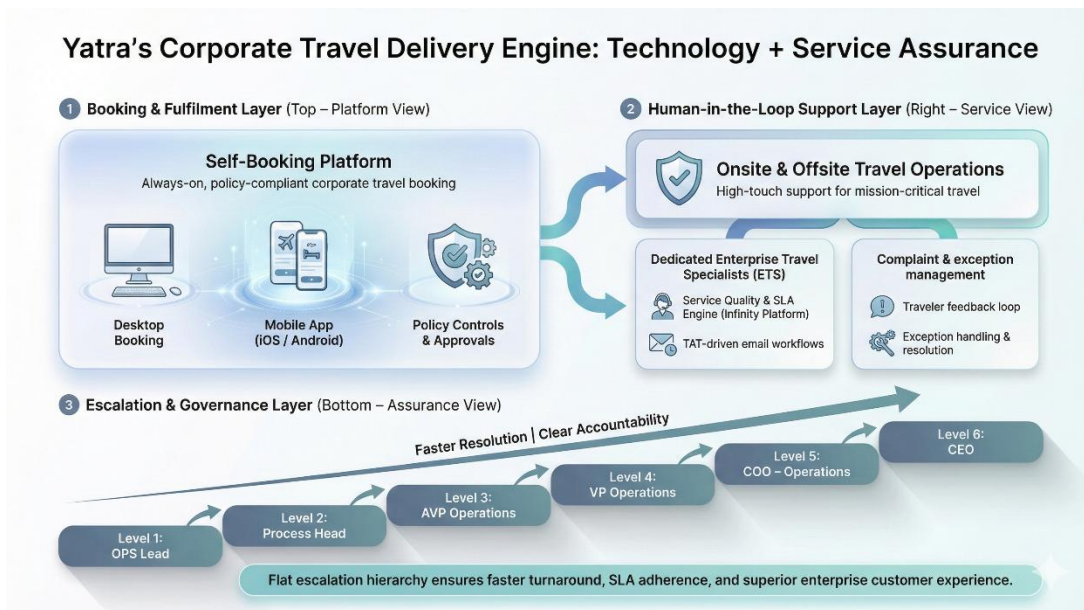 Yatra's Corporate Travel Delivery Engine: Technology + Service Assurance
1 Booking & Fulfilment Layer (Top – Platform View)
Self-Booking Platform
Always-on, policy-compliant corporate travel booking
Desktop
Booking
Mobile App
(iOS / Android)
Policy Controls
& Approvals
2 Human-in-the-Loop Support Layer (Right – Service View)
Onsite & Offsite Travel Operations
High-touch support for mission-critical travel
Dedicated Enterprise Travel
Specialists (ETS)
Service Quality & SLA
Engine (Infinity Platform)
TAT-driven email workflows
Complaint & exception
management
Traveler feedback loop
Exception handling &
resolution
3 Escalation & Governance Layer (Bottom – Assurance View)
Faster Resolution | Clear Accountability
Level 1:
OPS Lead
Level 2:
Process Head
Level 3:
AVP Operations
Level 4:
VP Operations
Level 5:
COO – Operations
Level 6:
CEO
Flat escalation hierarchy ensures faster turnaround, SLA adherence, and superior enterprise customer experience.